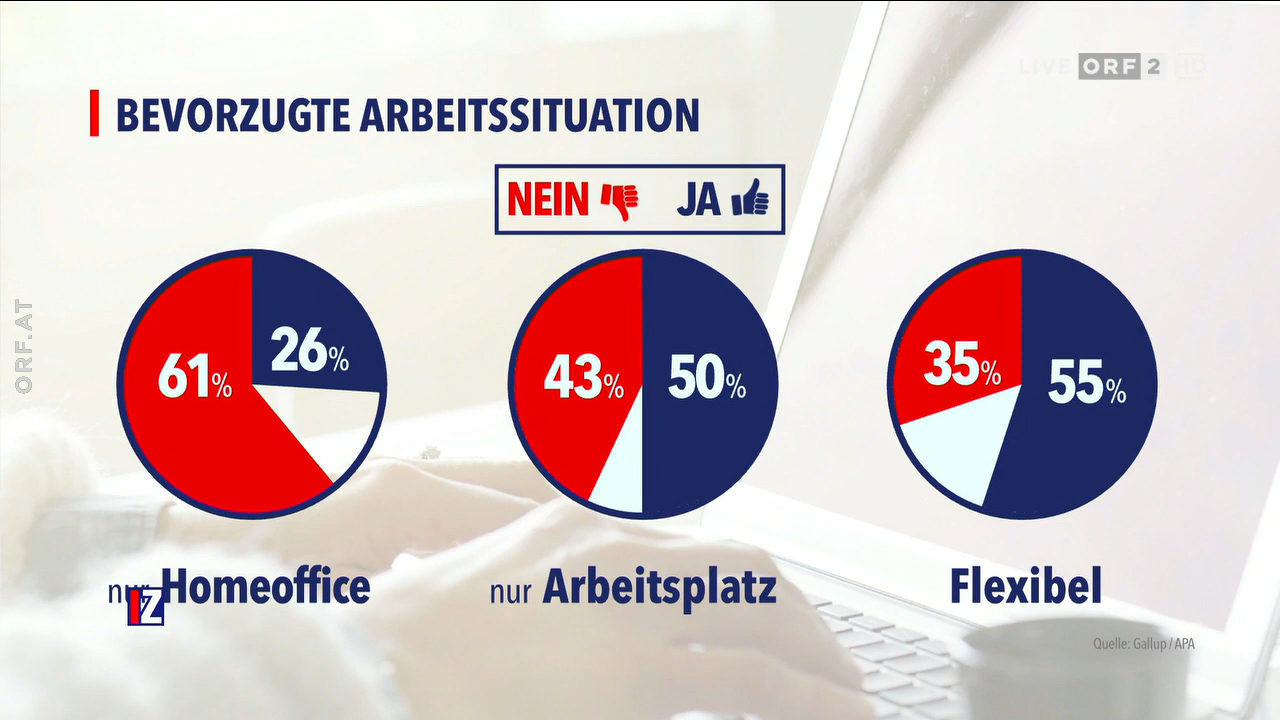 LIVE ORF 2 HD
BEVORZUGTE ARBEITSSITUATION
NEIN JA
61% 26%
43% 50%
35% 55%
nur Homeoffice
nur Arbeitsplatz
Flexibel
ZIB
Quelle: Gallup / APA
ORF.AT